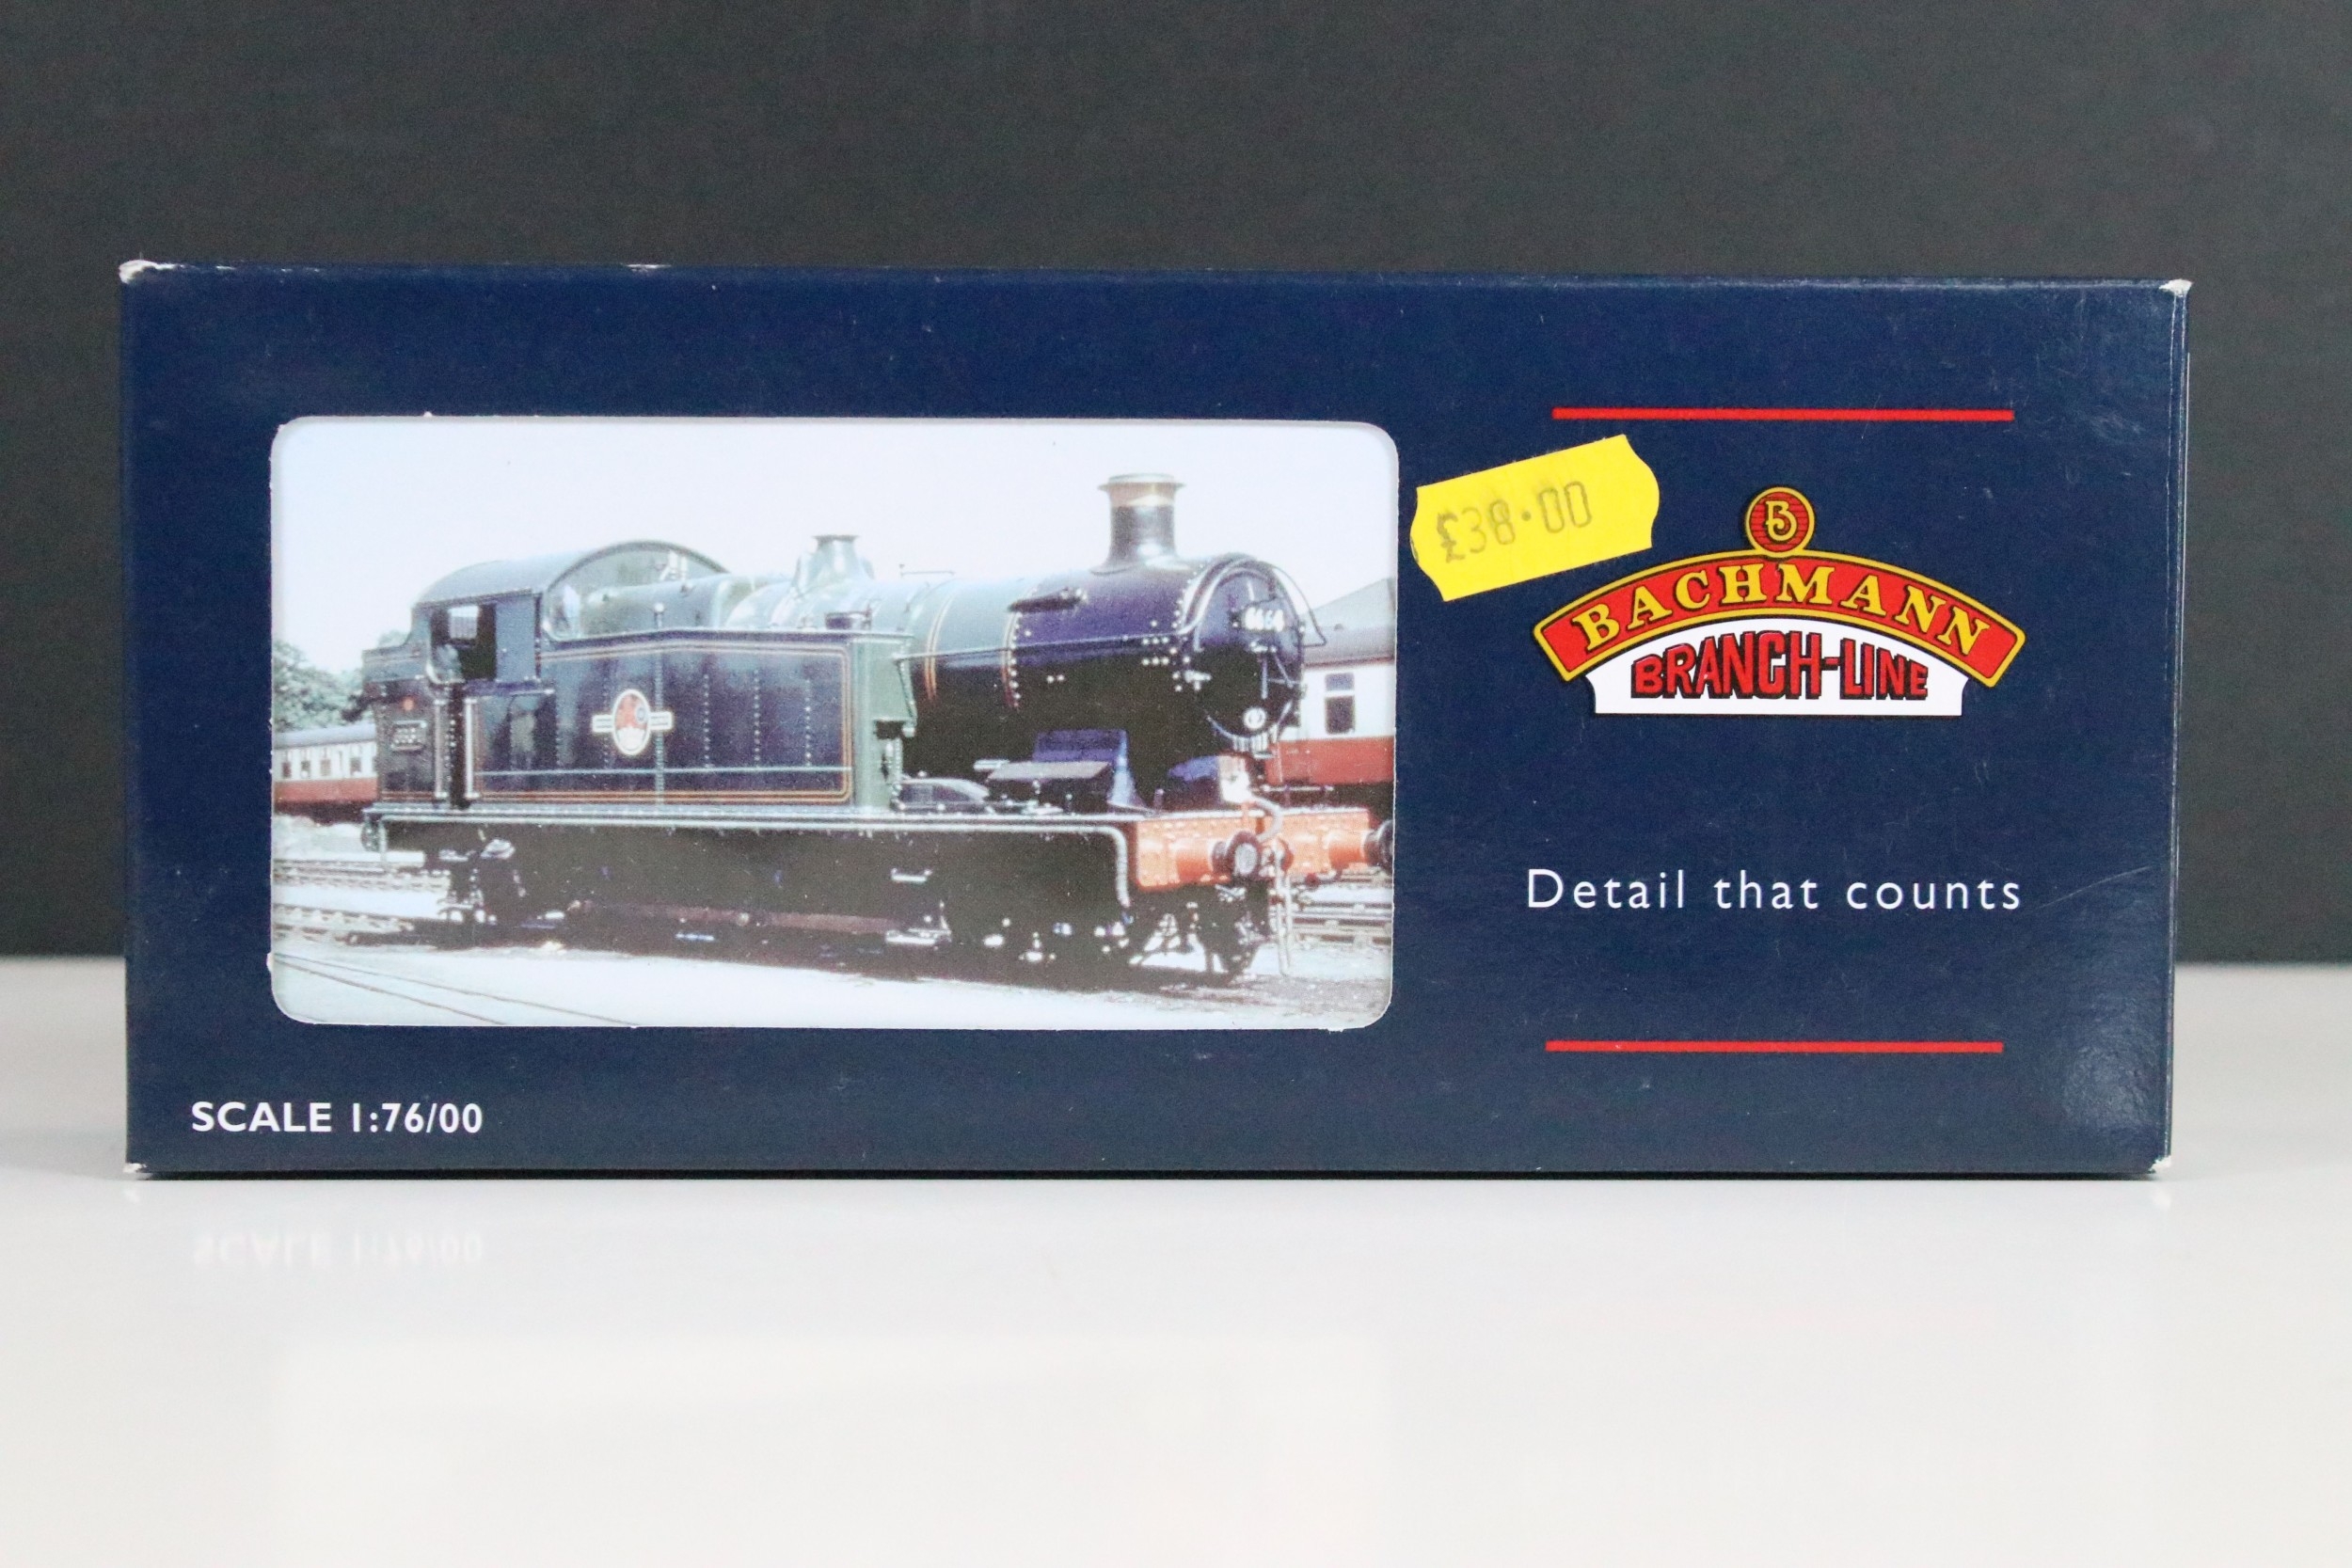 £38.00
B
BACHMANN
BRANCH-LINE
Detail that counts
SCALE 1:76/00